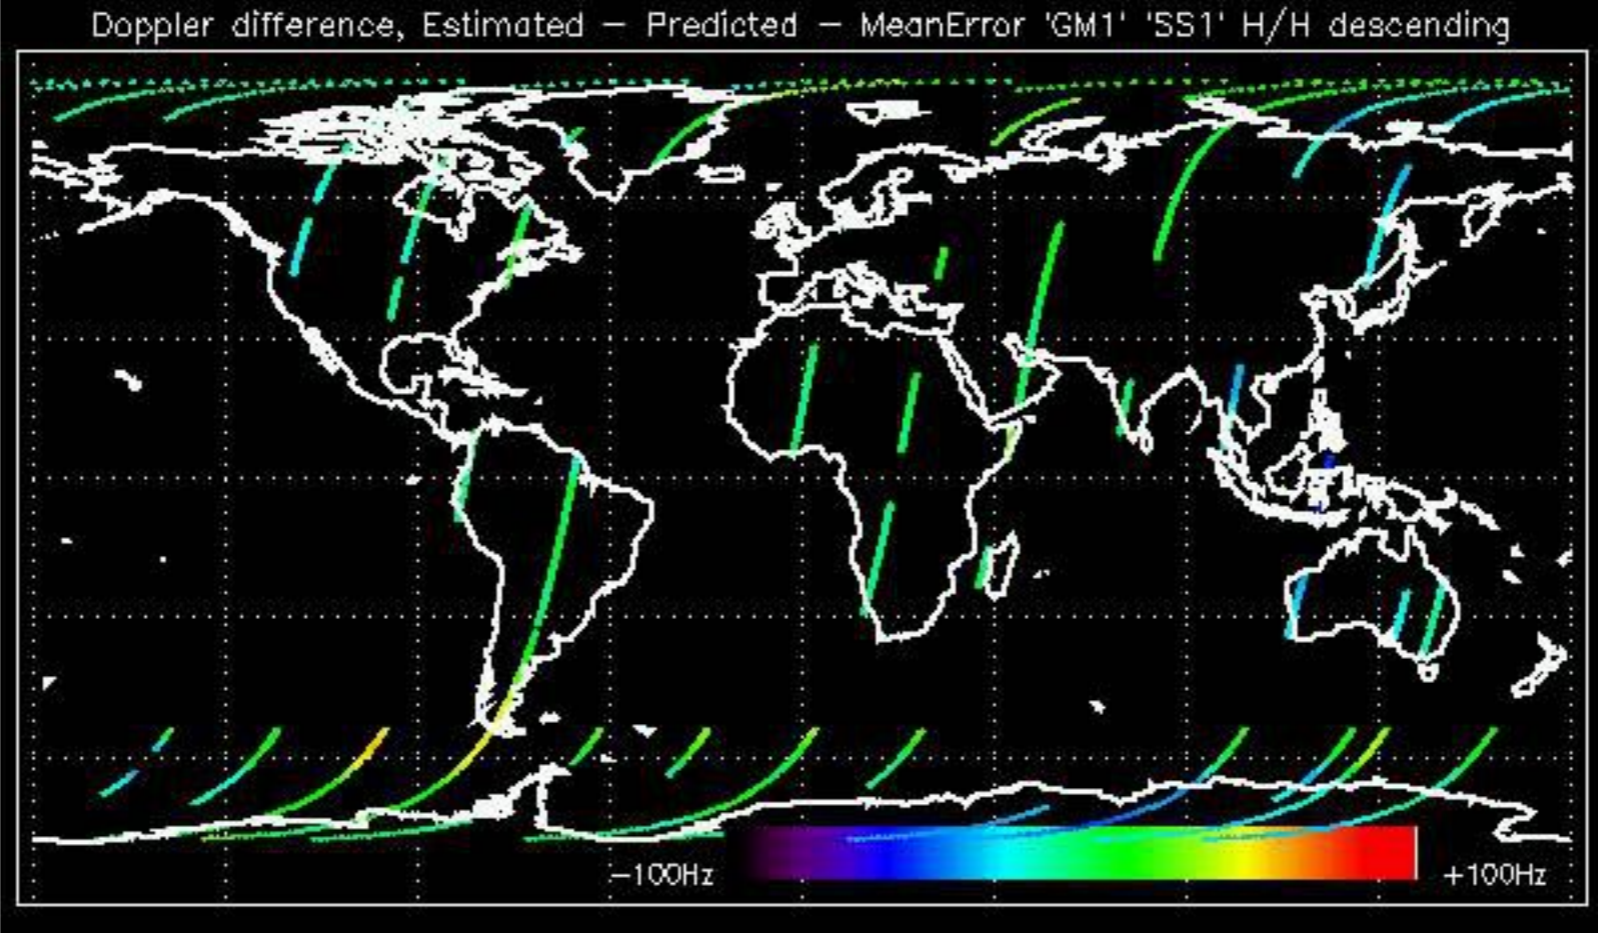 Doppler difference, Estimated – Predicted – MeanError 'GM1' 'SS1' H/H descending
−100Hz
+100Hz